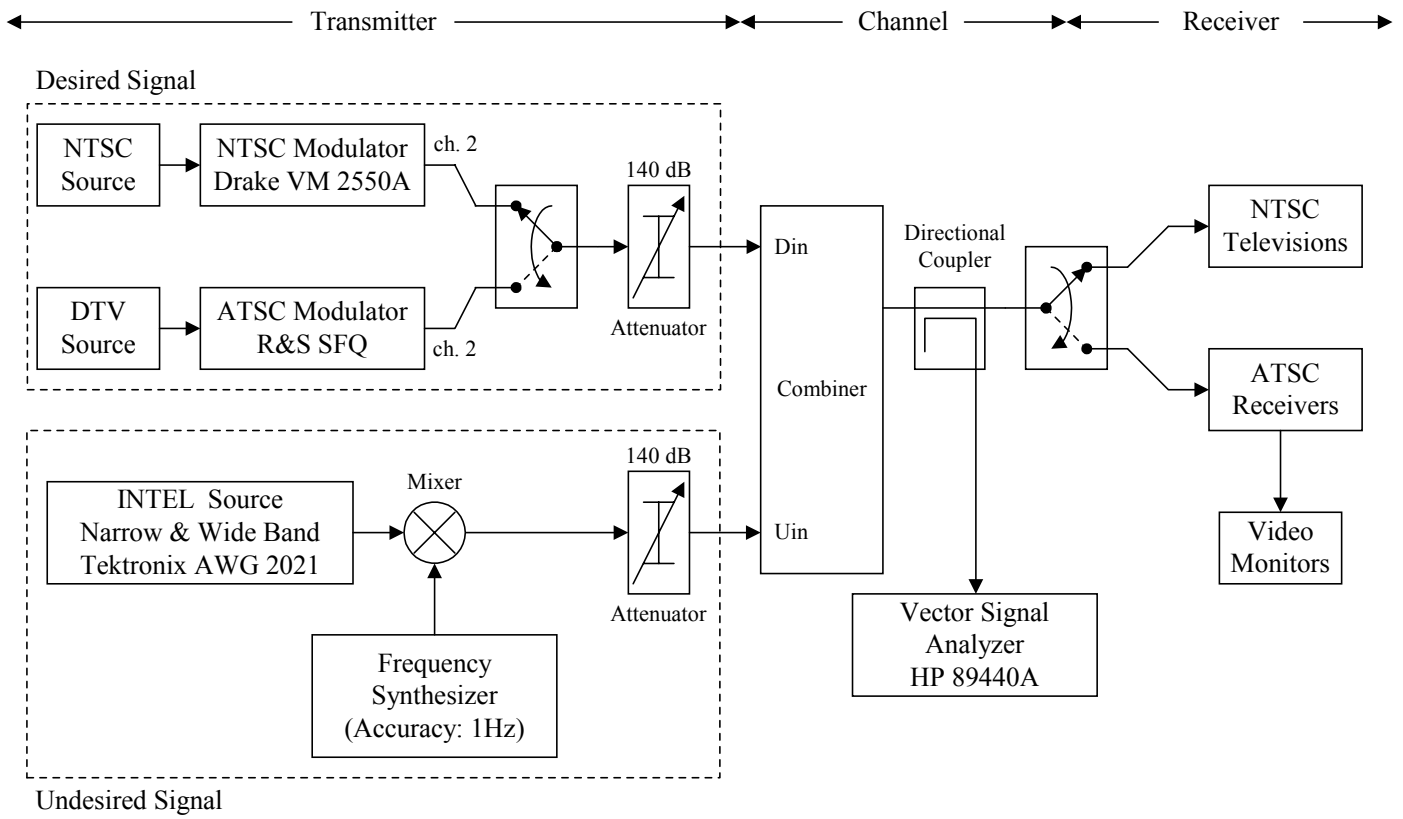 Transmitter
Channel
Receiver
Desired Signal
NTSC
Source
NTSC Modulator
Drake VM 2550A
ch. 2
140 dB
Attenuator
DTV
Source
ATSC Modulator
R&S SFQ
ch. 2
Din
Combiner
Uin
Directional
Coupler
NTSC
Televisions
ATSC
Receivers
Video
Monitors
INTEL Source
Narrow & Wide Band
Tektronix AWG 2021
Mixer
140 dB
Attenuator
Frequency
Synthesizer
(Accuracy: 1Hz)
Vector Signal
Analyzer
HP 89440A
Undesired Signal